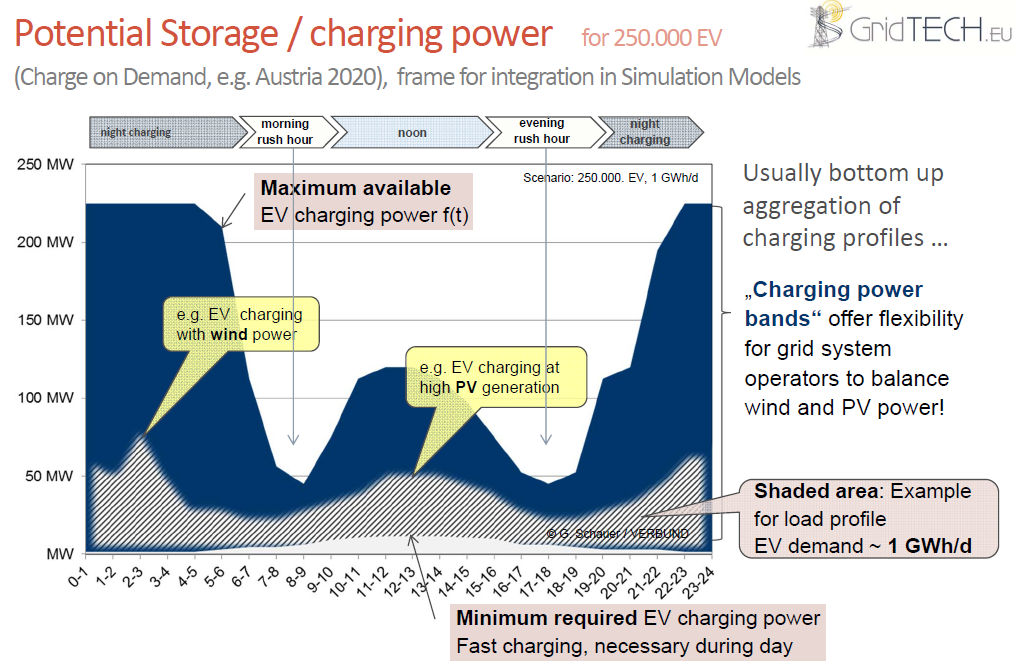 Potential Storage / charging power for 250.000 EV
GridTECH.EU
(Charge on Demand, e.g. Austria 2020), frame for integration in Simulation Models
night charging
morning
rush hour
noon
evening
rush hour
night
charging
250 MW
200 MW
150 MW
100 MW
50 MW
MW
Scenario: 250.000. EV, 1 GWh/d
Maximum available
EV charging power f(t)
e.g. EV charging
with wind power
e.g. EV charging at
high PV generation
© G. Schauer / VERBUND
0-1
1-2
2-3
3-4
4-5
5-6
6-7
7-8
8-9
9-10
10-11
11-12
12-13
13-14
14-15
15-16
16-17
17-18
18-19
19-20
20-21
21-22
22-23
23-24
Usually bottom up
aggregation of
charging profiles ...
„Charging power
bands“ offer flexibility
for grid system
operators to balance
wind and PV power!
Shaded area: Example
for load profile
EV demand ~ 1 GWh/d
Minimum required EV charging power
Fast charging, necessary during day